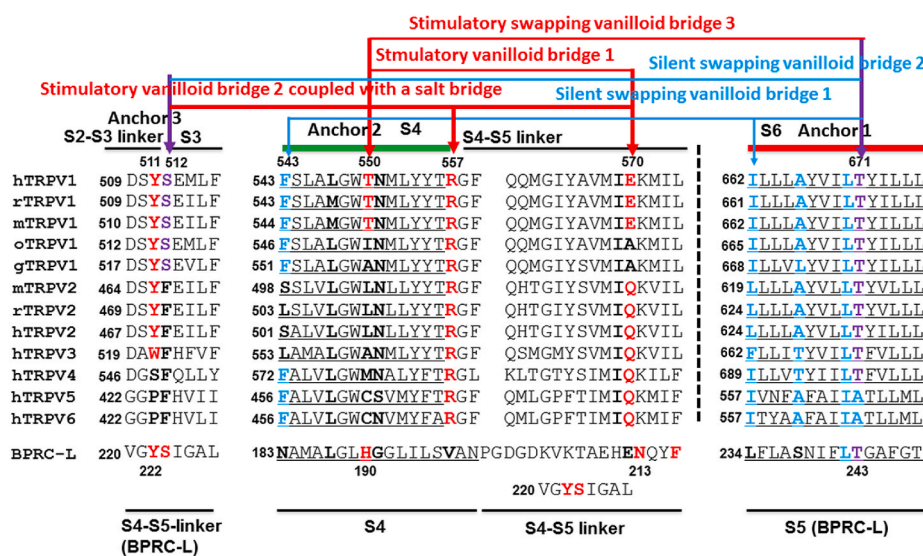 Stimulatory swapping vanilloid bridge 3
Stmulatory vanilloid bridge 1
Silent swapping vanilloid bridge 2
Stimulatory vanilloid bridge 2 coupled with a salt bridge
Silent swapping vanilloid bridge 1
Anchor 3 Anchor 2 S4 S4-S5 linker S6 Anchor 1
S2-S3 linker S3
511 512 543 550 557 570 671
hTRPV1 509 DSYSEMLF 543 FSLALGWTNMLYYTRGF QQMGIYAVMIEKMIL 662 ILLLAYVILTYILLL
rTRPV1 509 DSYSEILF 543 FSLAMGWTNMLYYTRGF QQMGIYAVMIEKMIL 661 ILLLAYVILTYILLL
mTRPV1 510 DSYSEILF 544 FSLAMGWTNMLYYTRGF QQMGIYAVMIEKMIL 662 ILLLAYVILTYILLL
oTRPV1 512 DSYSEMLF 546 FSLALGWINMLYYTRGF QQMGIYSVMIAKMIL 665 ILLLAYVILTYILLL
gTRPV1 517 DSYSEVLF 551 FSLALGWANMLYYTRGF QQMGIYSVMIAKMIL 668 ILLVLYVILTYILLL
mTRPV2 464 DSYFEILF 498 SSLVLGWLNLLYYTRGF QHTGIYSVMIQKVIL 619 LLLLAYVLLTYILLL
rTRPV2 469 DSYFEILF 503 LSLVLGWLNLLYYTRGF QHTGIYSVMIQKVIL 624 LLLLAYVLLTYILLL
hTRPV2 467 DSYFEILF 501 SALVLGWLNLLYYTRGF QHTGIYSVMIQKVIL 624 LLLLAYVILTYILLL
hTRPV3 519 DAWFHFVF 553 LAMALGWANMLYYTRGF QSMGMYSVMIQKVIL 662 FLLITYVILTFVLLL
hTRPV4 546 DGSFQLLY 572 FALVLGWMNALYFTRGL KLTGTYSIMIQKILF 689 ILLVTYIILTFVLLL
hTRPV5 422 GGPFHVII 456 FALVLGWCSVMYFTRGF QMLGPFTIMIQKMIF 557 IVNFAFAIIATLLML
hTRPV6 422 GGPFHVLI 456 FALVLGWCNVMYFARGF QMLGPFTIMIQKMIF 557 ITYAAFAIIATLLML
BPRC-L 220 VGYSIGAL 183 NAMALGLHGGLILSVANPGDGDKVKTAEHENQYF 234 LFLASNIFLTGAFGT
222 190 213 243
220 VGYSIGAL
S4-S5-linker S4 S4-S5 linker S5 (BPRC-L)
(BPRC-L)